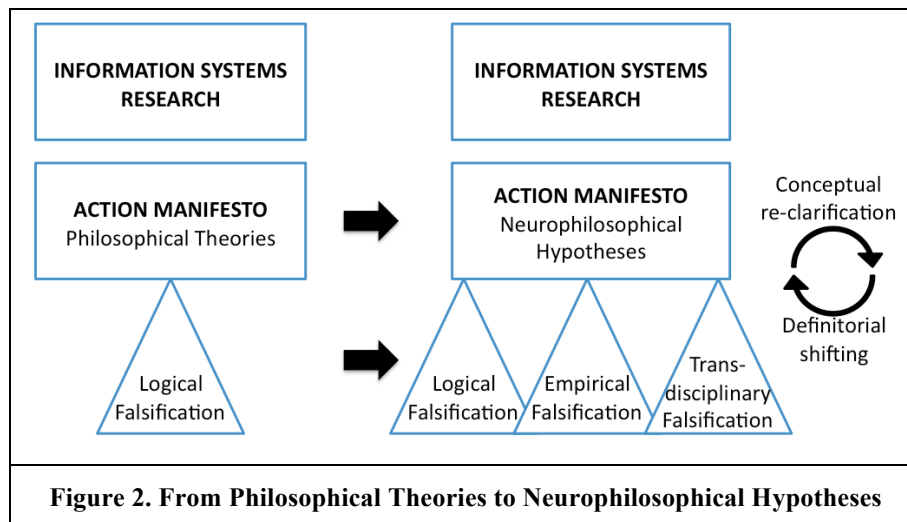 INFORMATION SYSTEMS
RESEARCH
ACTION MANIFESTO
Philosophical Theories
Logical
Falsification
INFORMATION SYSTEMS
RESEARCH
ACTION MANIFESTO
Neurophilosophical
Hypotheses
Logical
Falsification
Empirical
Falsification
Trans-
disciplinary
Falsification
Conceptual
re-clarification
Definitorial
shifting
Figure 2. From Philosophical Theories to Neurophilosophical Hypotheses